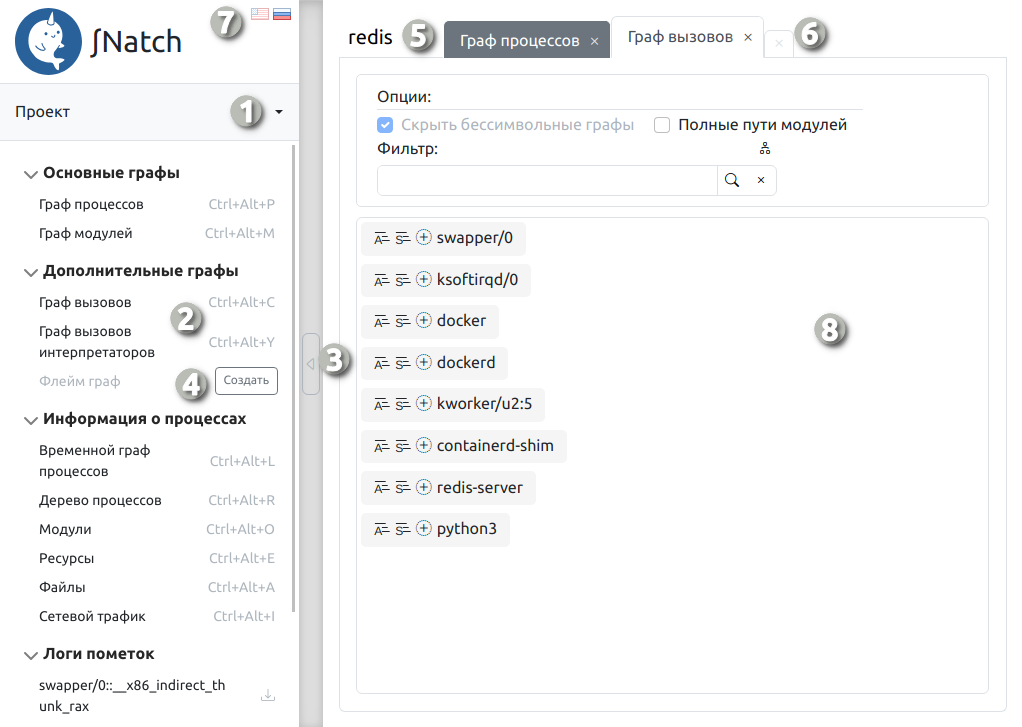 ∫Natch
7
Проект
1
Основные графы
Граф процессов Ctrl+Alt+P
Граф модулей Ctrl+Alt+M
Дополнительные графы
Граф вызовов Ctrl+Alt+C
2
Граф вызовов
интерпретаторов Ctrl+Alt+Y
Флейм граф
4
Создать
Информация о процессах
Временной граф
процессов Ctrl+Alt+L
Дерево процессов Ctrl+Alt+R
Модули Ctrl+Alt+O
Ресурсы Ctrl+Alt+E
Файлы Ctrl+Alt+A
Сетевой трафик Ctrl+Alt+I
Логи пометок
swapper/0::__x86_indirect_th
unk_rax
3
redis
5
Граф процессов ×
Граф вызовов ×
×
6
Опции:
Скрыть бессимвольные графы
Полные пути модулей
Фильтр:
×
A S + swapper/0
A S + ksoftirqd/0
A S + docker
A S + dockerd
A S + kworker/u2:5
A S + containerd-shim
A S + redis-server
A S + python3
8